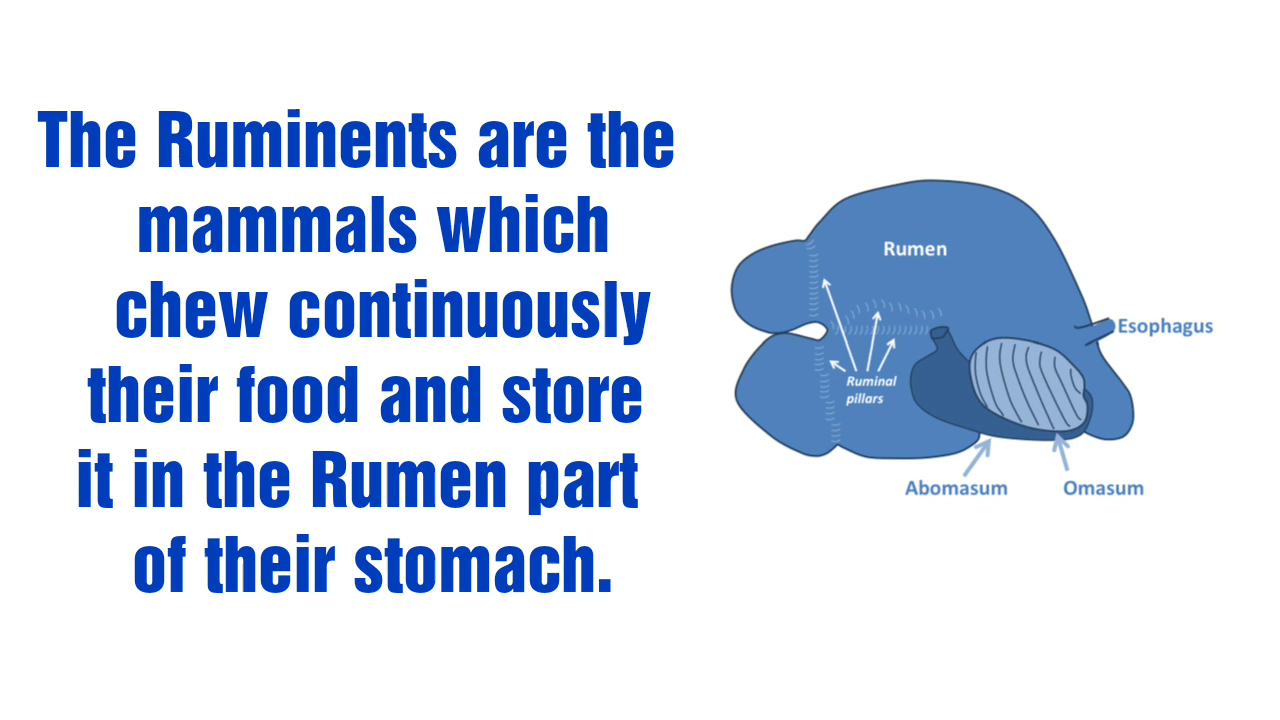 The Ruminents are the
mammals which
chew continuously
their food and store
it in the Rumen part
of their stomach.
Rumen
Esophagus
Ruminal
pillars
Abomasum
Omasum